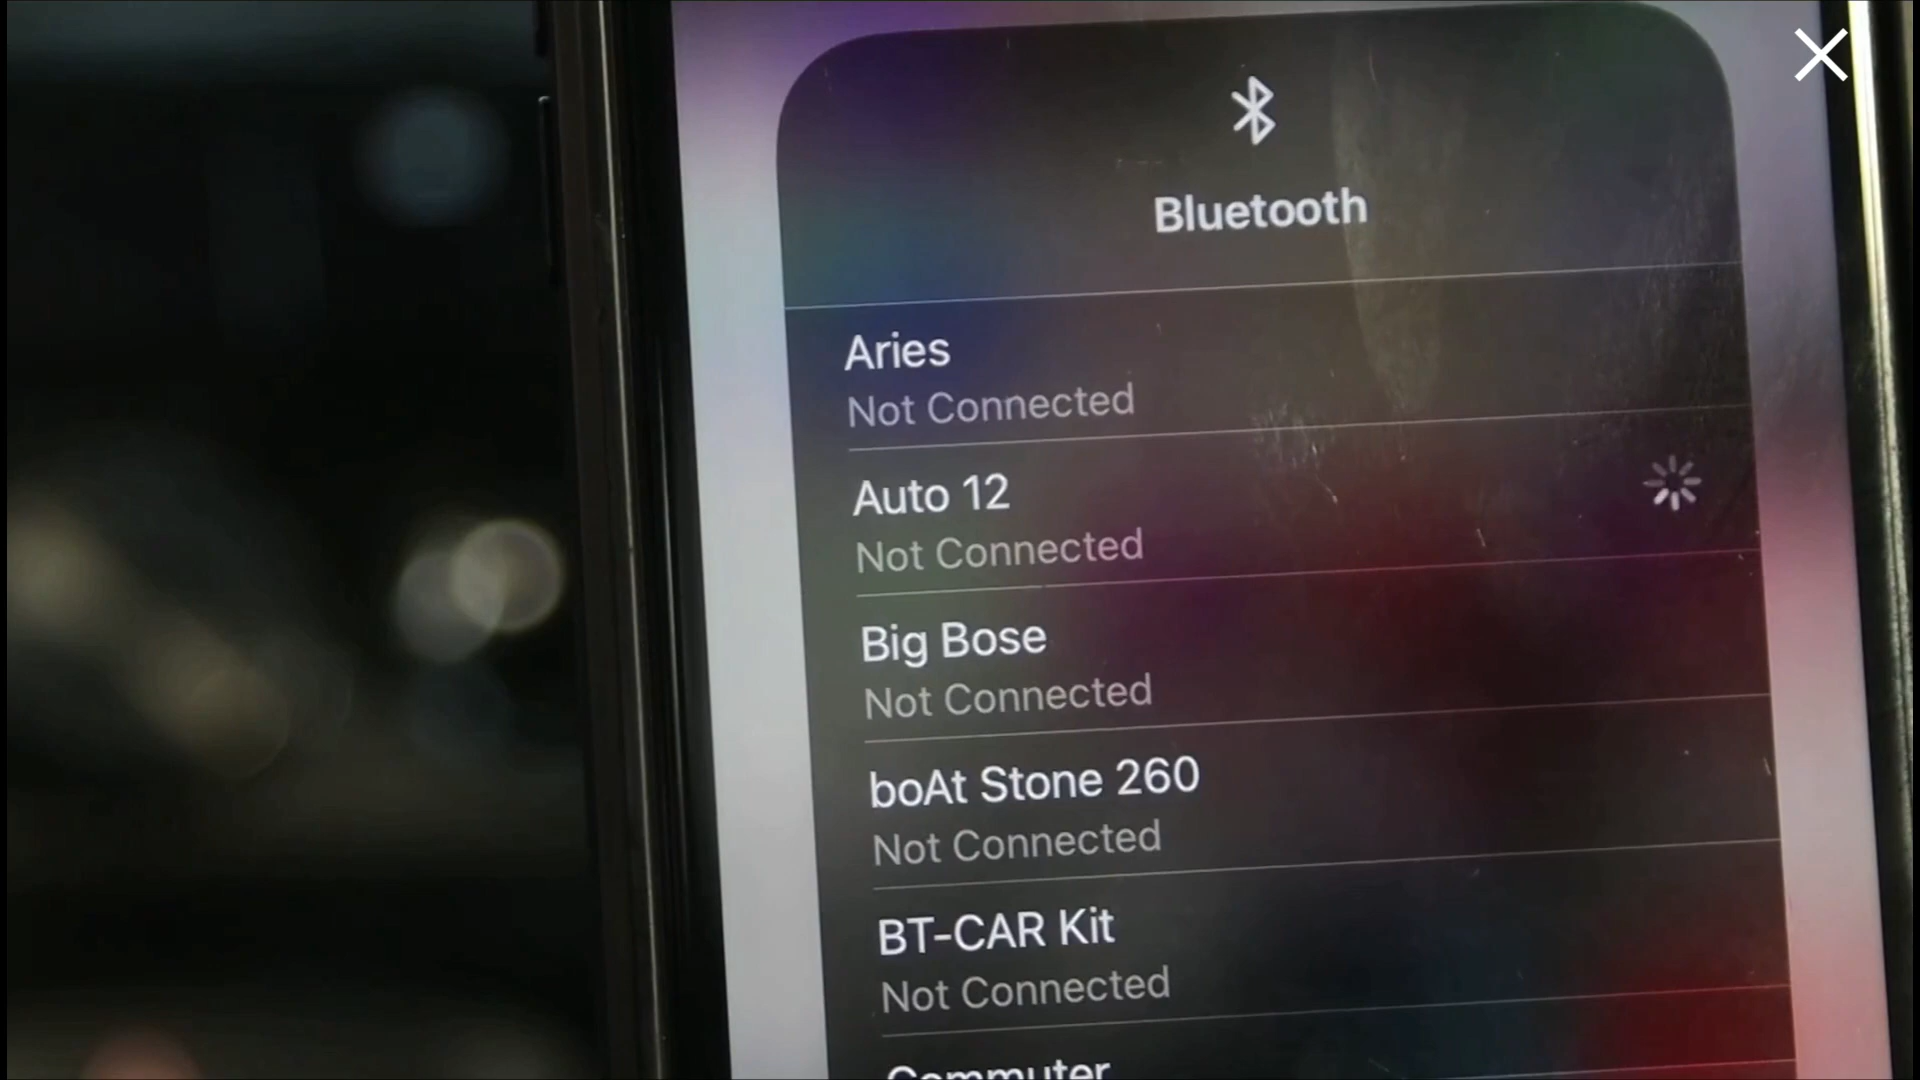 Bluetooth
Aries
Not Connected
Auto 12
Not Connected
Big Bose
Not Connected
boAt Stone 260
Not Connected
BT-CAR Kit
Not Connected
Commuter